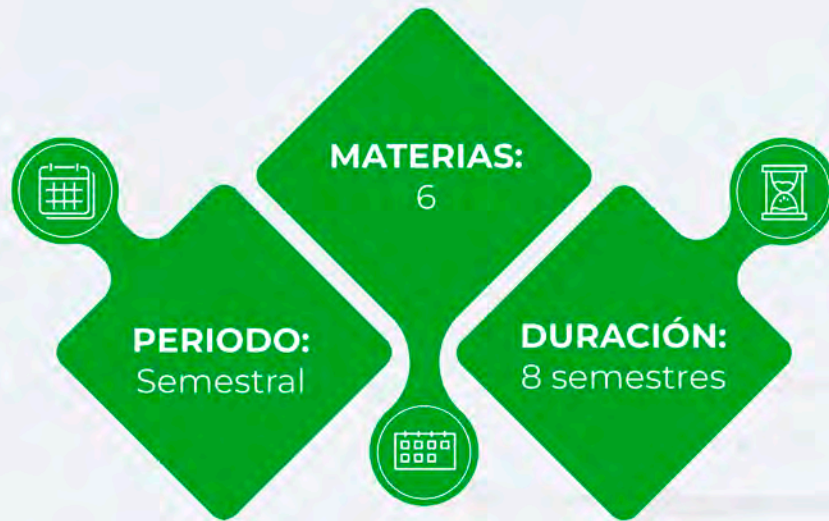 MATERIAS:
6
PERIODO:
Semestral
DURACIÓN:
8 semestres